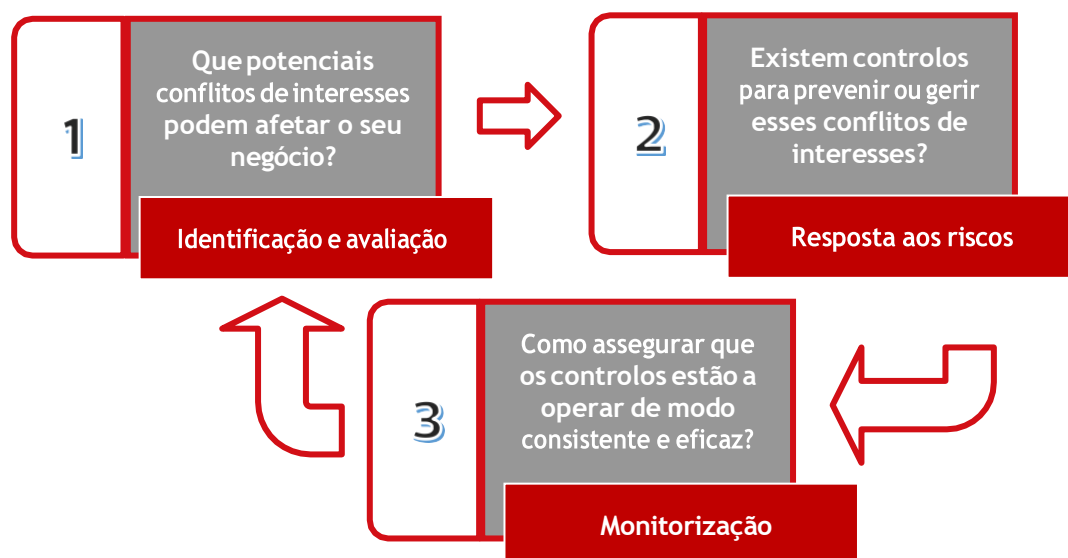 1
Que potenciais
conflitos de interesses
podem afetar o seu
negócio?
Identificação e avaliação
2
Existem controlos
para prevenir ou gerir
esses conflitos de
interesses?
Resposta aos riscos
3
Como assegurar que
os controlos estão a
operar de modo
consistente e eficaz?
Monitorização